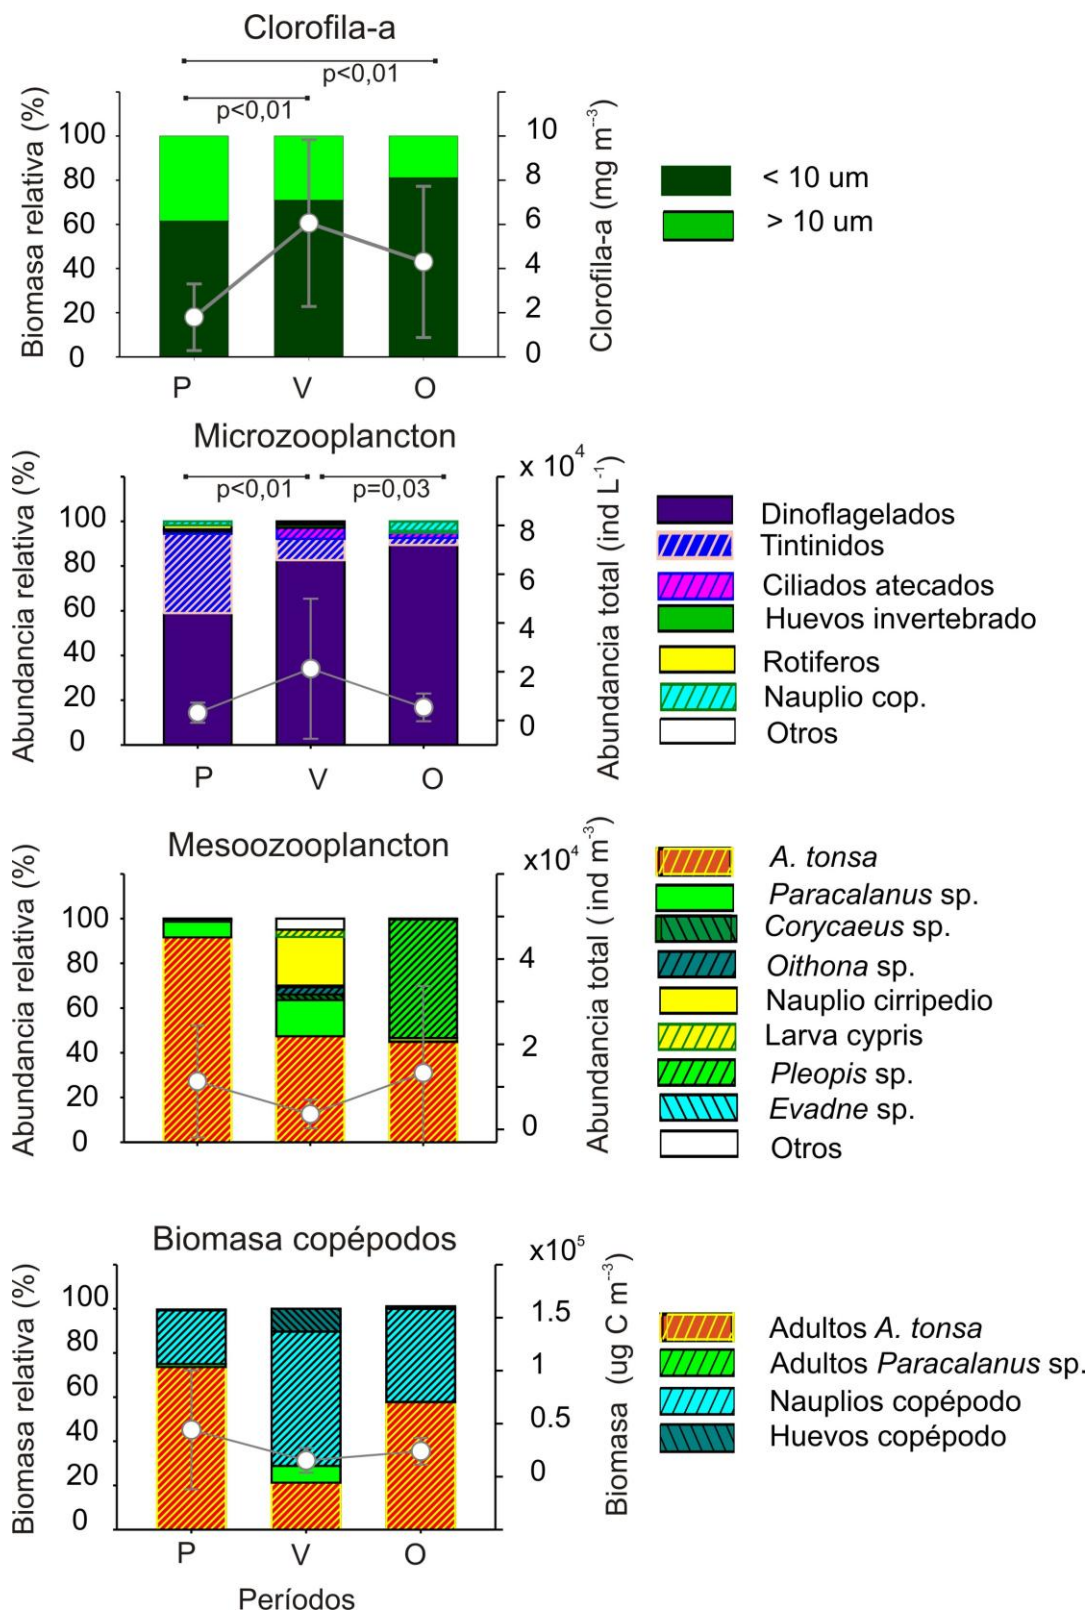 Clorofila-a
p<0,01
p<0,01
Biomasa relativa (%)
100
80
60
40
20
0
10
8
6
4
2
0
Clorofila-a (mg m⁻³)
P V O
< 10 um
> 10 um
Microzooplancton
x 10⁴
p<0,01 p=0,03
Abundancia relativa (%)
100
80
60
40
20
0
8
6
4
2
0
Abundancia total (ind L⁻¹)
P V O
Dinoflagelados
Tintinidos
Ciliados atecados
Huevos invertebrado
Rotiferos
Nauplio cop.
Otros
Mesoozooplancton
x10⁴
Abundancia relativa (%)
100
80
60
40
20
0
4
2
0
Abundancia total (ind m⁻³)
A. tonsa
Paracalanus sp.
Corycaeus sp.
Oithona sp.
Nauplio cirripedio
Larva cypris
Pleopis sp.
Evadne sp.
Otros
Biomasa copépodos
x10⁵
Biomasa relativa (%)
100
80
60
40
20
0
1.5
1
0.5
0
Biomasa (ug C m⁻³)
P V O
Períodos
Adultos A. tonsa
Adultos Paracalanus sp.
Nauplios copépodo
Huevos copépodo